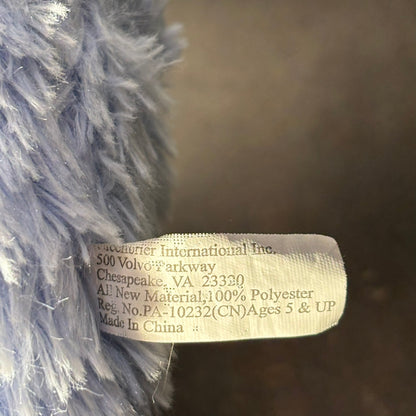 International Inc.
500 Volvo Parkway
Chesapeake, VA 23320
All New Material,100% Polyester
Reg. No.PA-10232(CN)Ages 5 & UP
Made In China